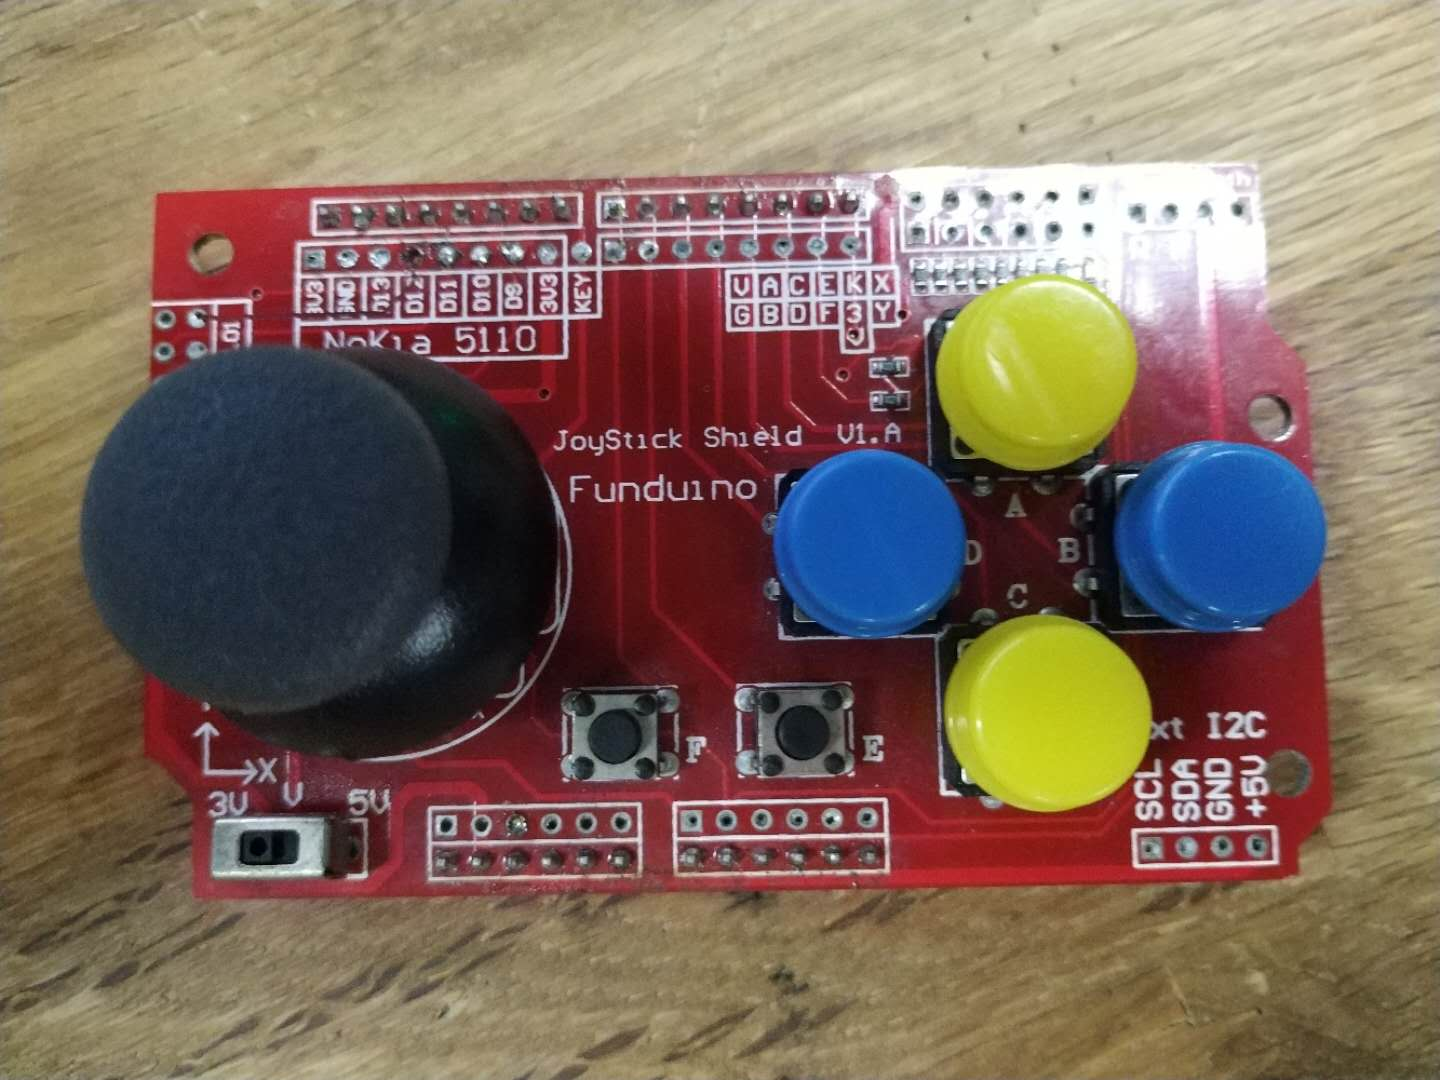 3V3 GND D13 D12 D11 D10 D9 3V3 KEY
V A C E K X
G B D F 3 Y
J
NoKia 5110
JoyStick Shield V1.A
Funduino
A
D B
C
F E
X
3V V 5V
I2C
SCL SDA GND +5V